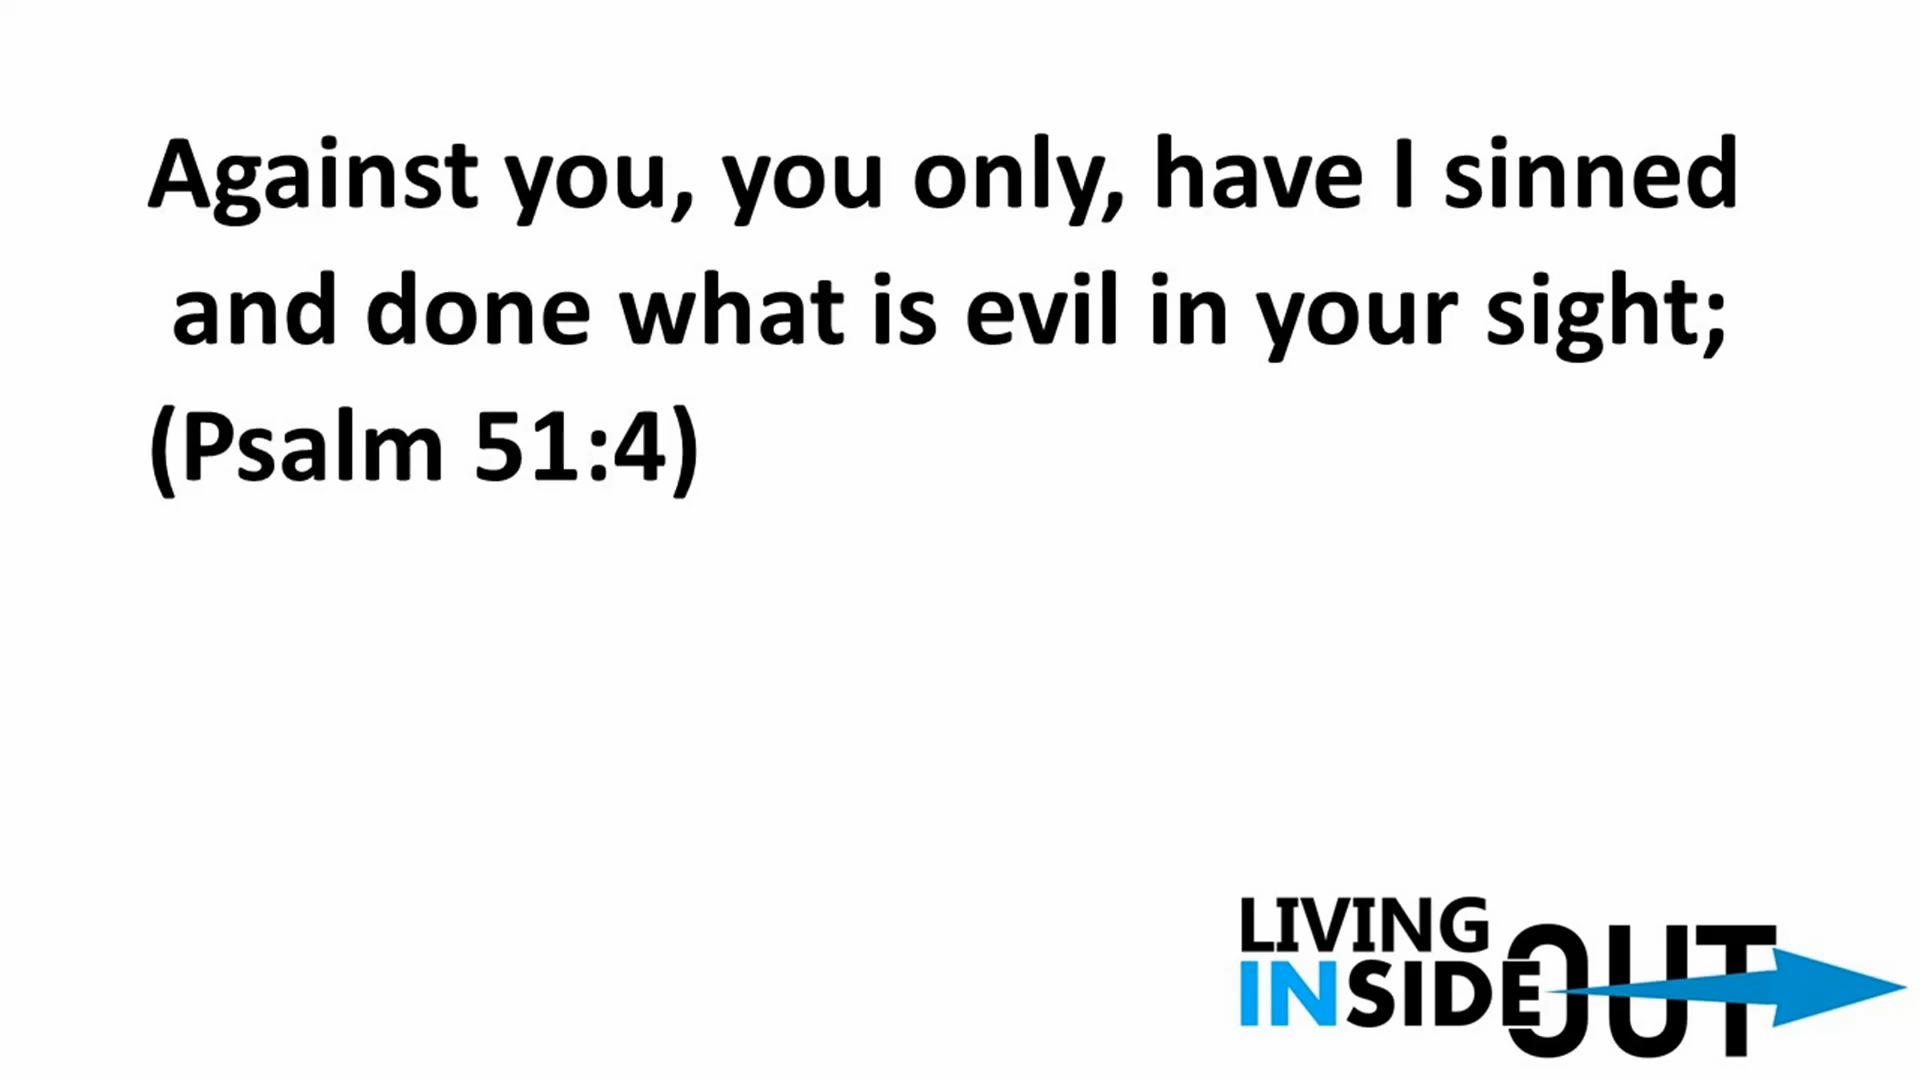 Against you, you only, have I sinned
and done what is evil in your sight;
(Psalm 51:4)
LIVING
INSIDE OUT